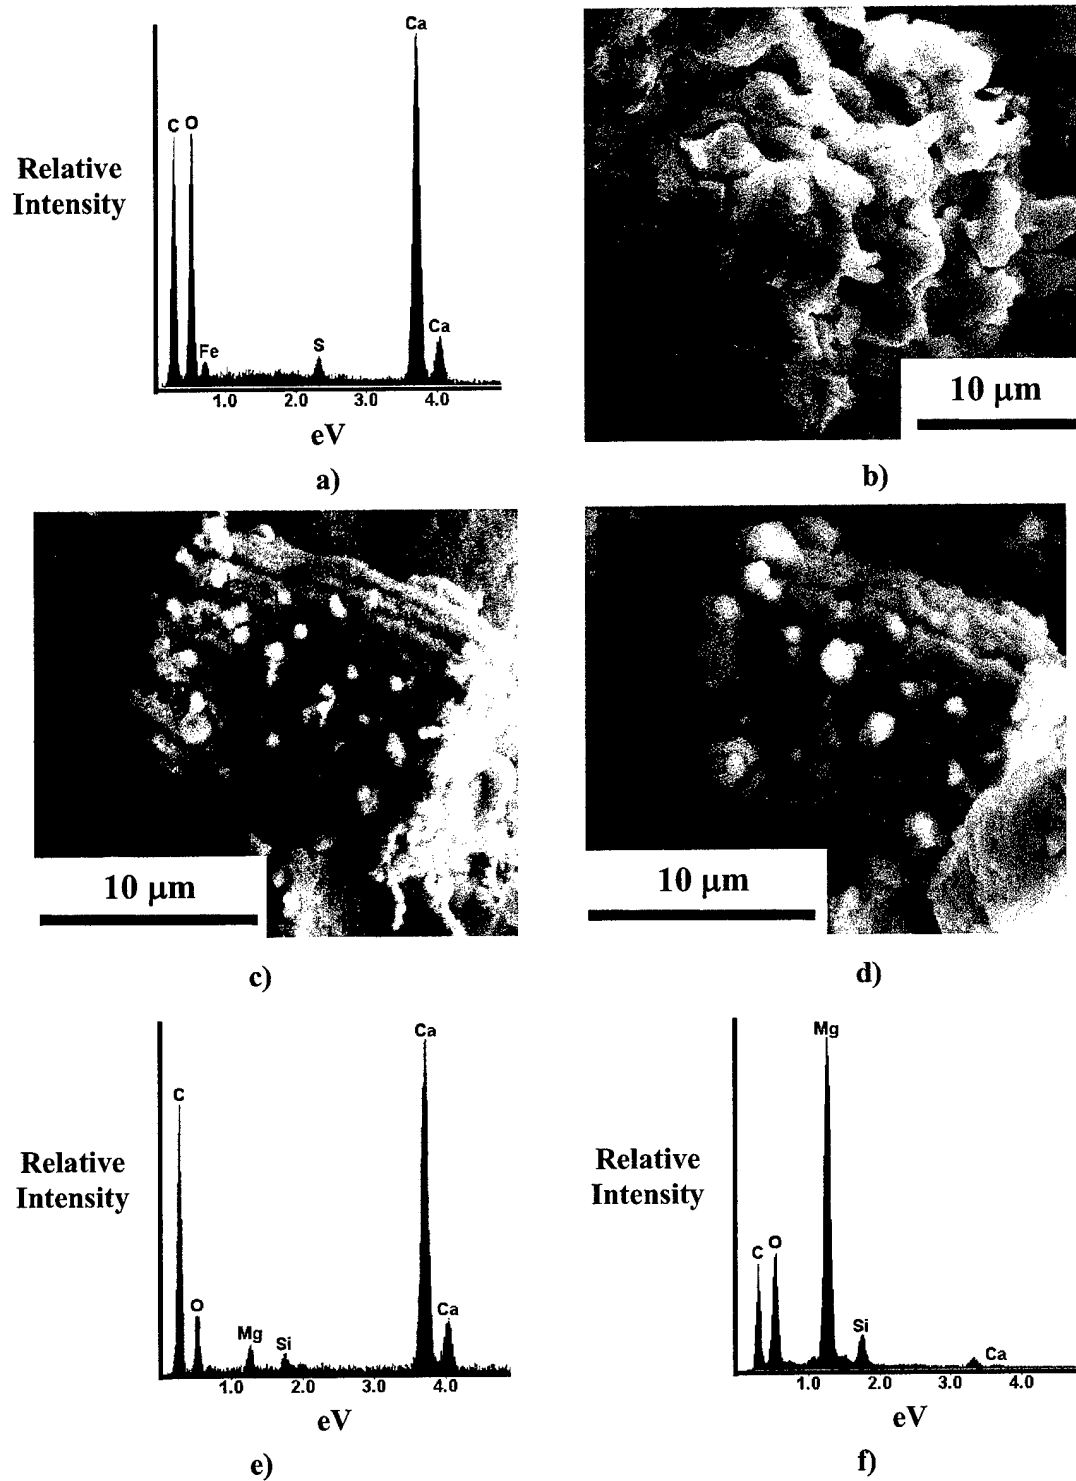 Ca
C O
Relative
Intensity
Fe
S
Ca
1.0 2.0 3.0 4.0
eV
a)
10 μm
b)
10 μm
c)
10 μm
d)
Ca
C
Relative
Intensity
O
Mg
Si
Ca
1.0 2.0 3.0 4.0
eV
e)
Mg
Relative
Intensity
C O
Si
Ca
1.0 2.0 3.0 4.0
eV
f)